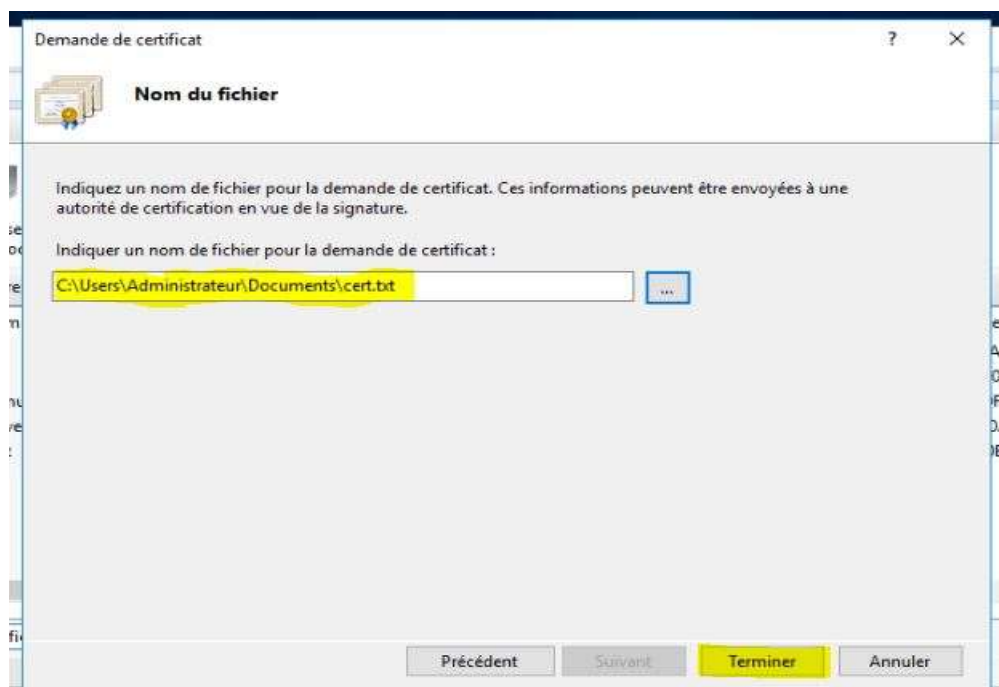 Demande de certificat
?
Nom du fichier
Indiquez un nom de fichier pour la demande de certificat. Ces informations peuvent être envoyées à une
autorité de certification en vue de la signature.
Indiquer un nom de fichier pour la demande de certificat :
C:\Users\Administrateur\Documents\cert.txt
...
Précédent
Suivant
Terminer
Annuler